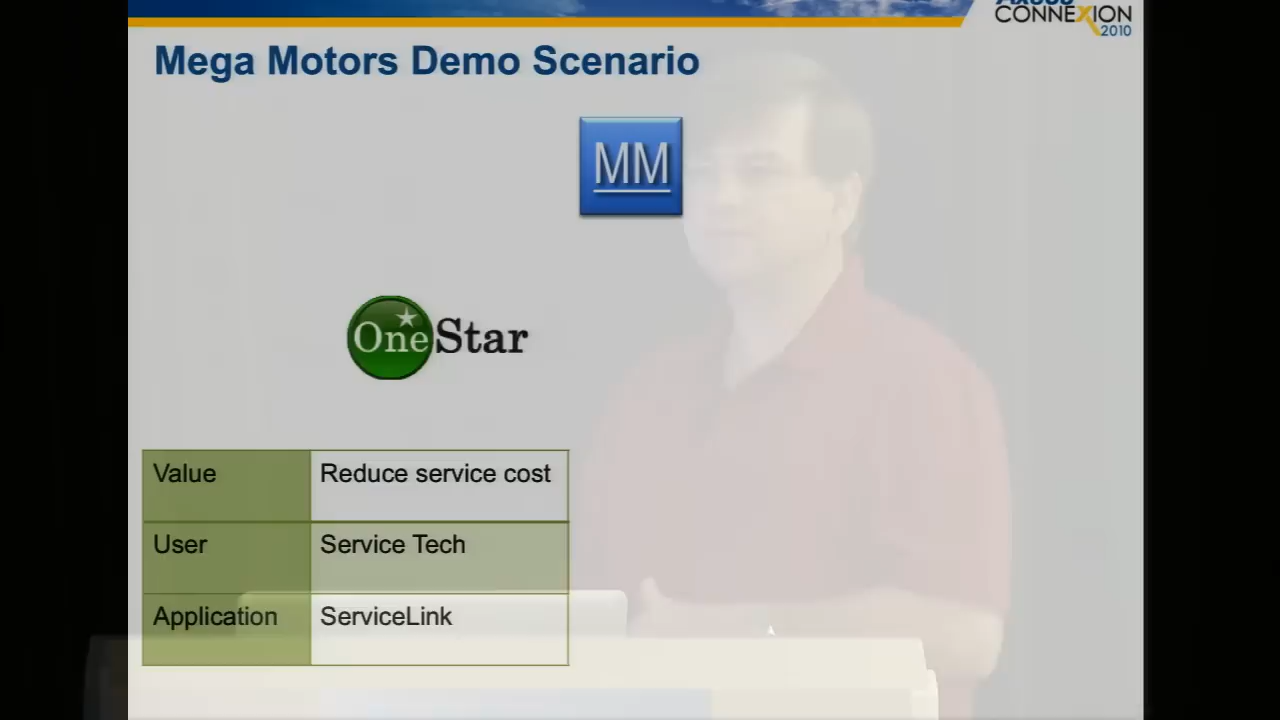 CONNEXION
2010
Mega Motors Demo Scenario
MM
OneStar
Value Reduce service cost
User Service Tech
Application ServiceLink